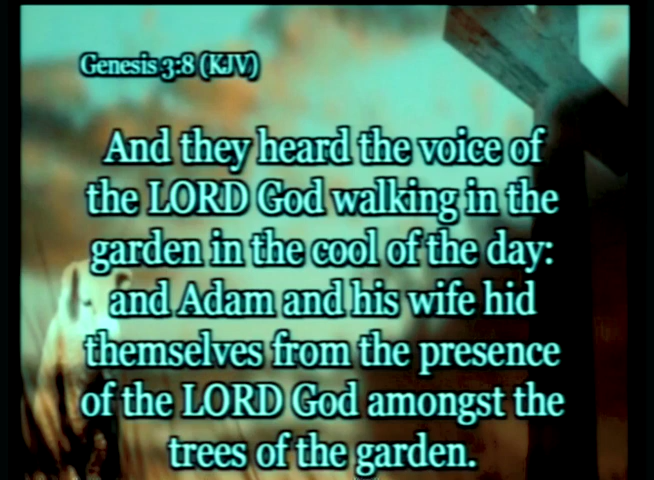 Genesis 3:8 (KJV)
And they heard the voice of
the LORD God walking in the
garden in the cool of the day:
and Adam and his wife hid
themselves from the presence
of the LORD God amongst the
trees of the garden.